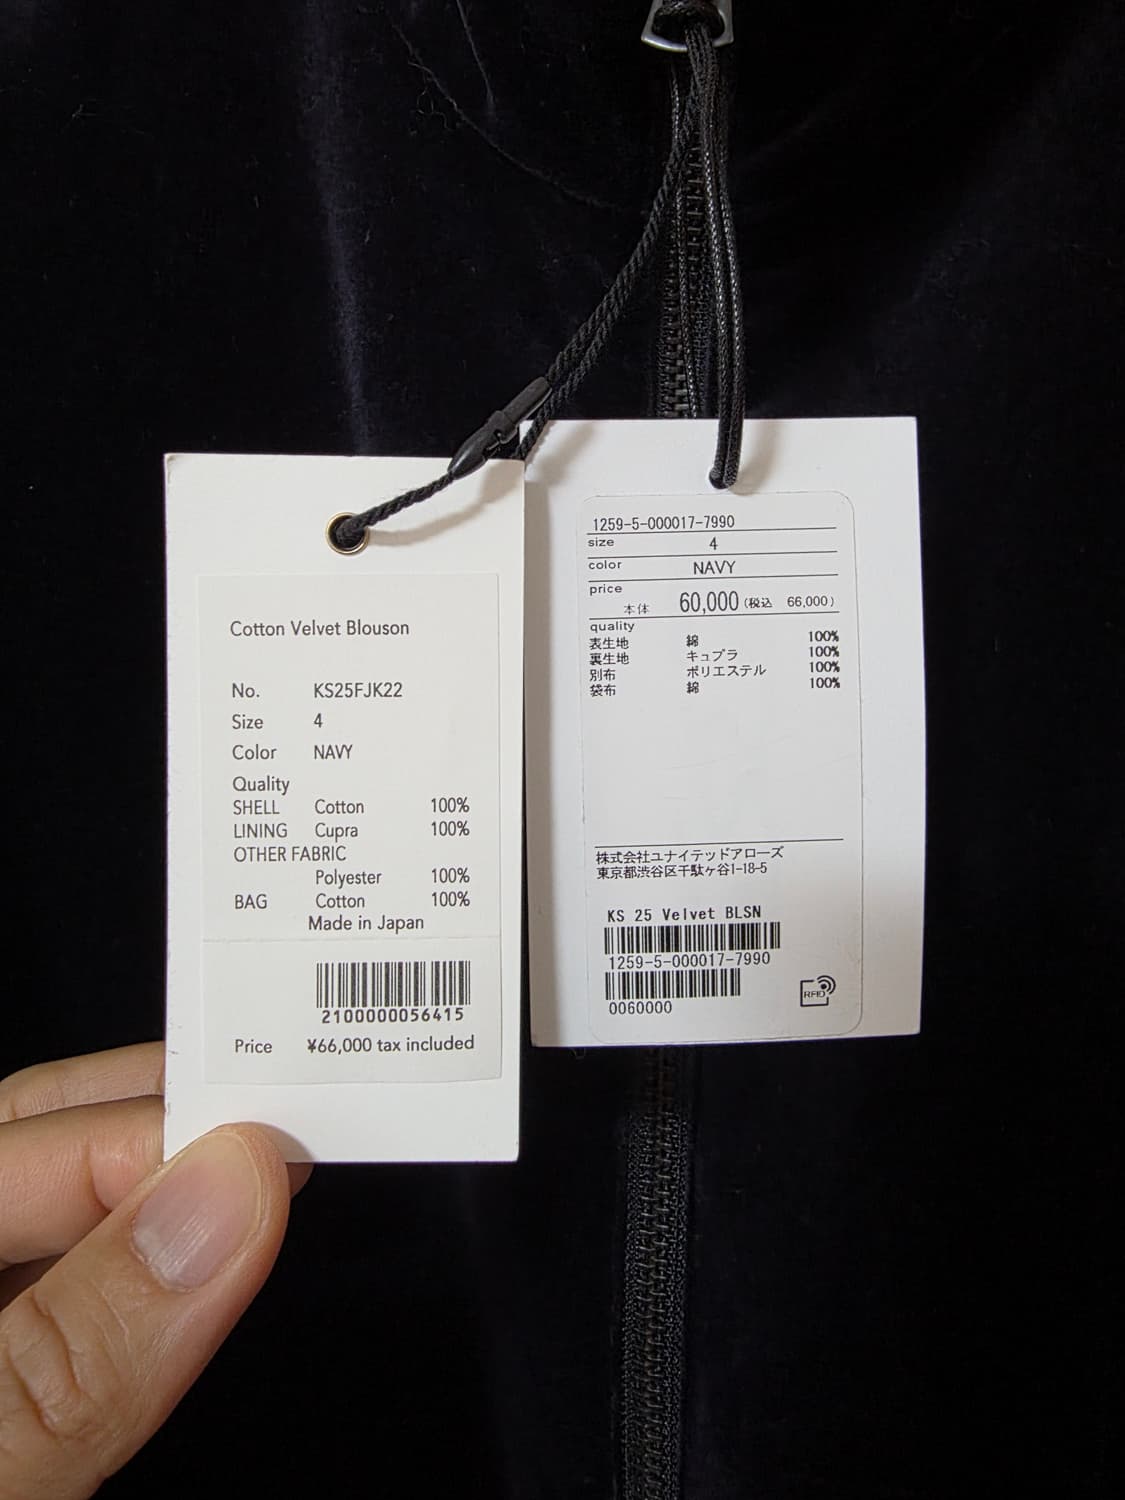 Cotton Velvet Blouson
No. KS25FJK22
Size 4
Color NAVY
Quality
SHELL Cotton 100%
LINING Cupra 100%
OTHER FABRIC
Polyester 100%
BAG Cotton 100%
Made in Japan
2100000056415
Price ¥66,000 tax included
1259-5-000017-7990
size 4
color NAVY
price
本体 60,000 (税込 66,000)
quality
表生地 綿 100%
裏生地 キュプラ 100%
別布 ポリエステル 100%
袋布 綿 100%
株式会社ユナイテッドアローズ
東京都渋谷区千駄ヶ谷1-18-5
KS 25 Velvet BLSN
1259-5-000017-7990
0060000
RFID